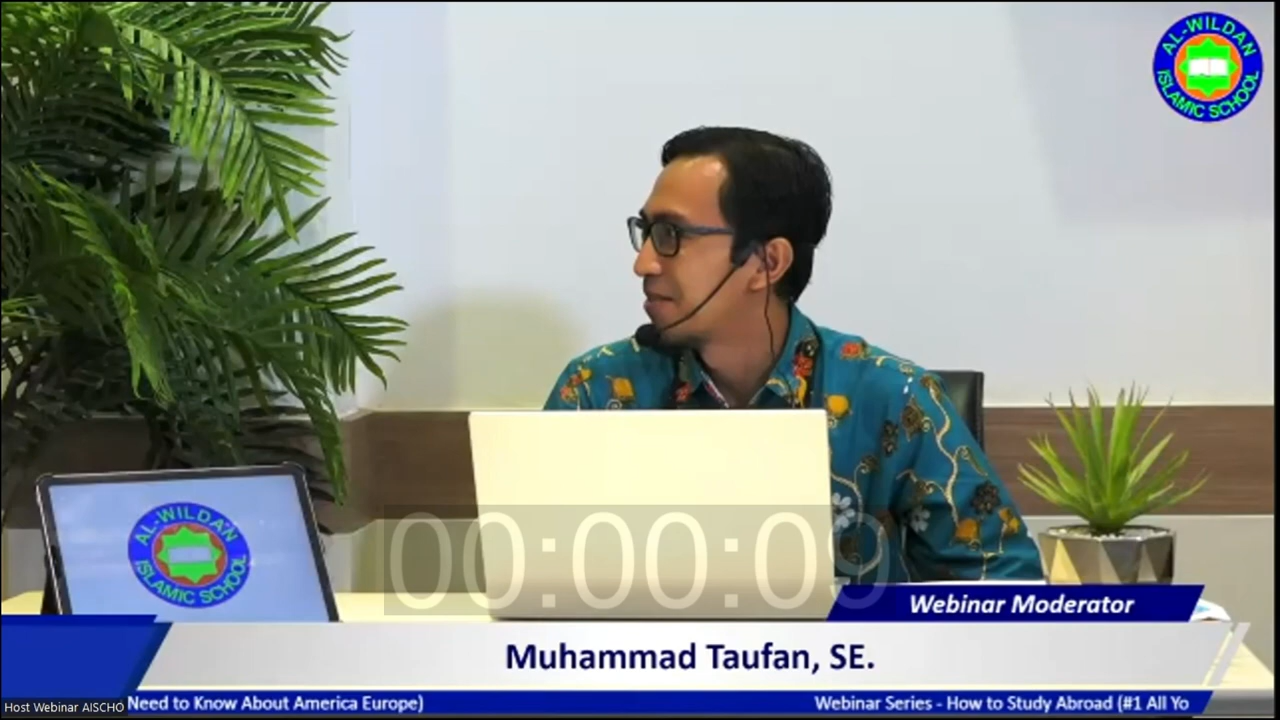 AL-WILDAN
ISLAMIC SCHOOL
AL-WILDAN
ISLAMIC SCHOOL
00:00:09
Webinar Moderator
Muhammad Taufan, SE.
Host Webinar AISCHO
Need to Know About America Europe)
Webinar Series - How to Study Abroad (#1 All Yo